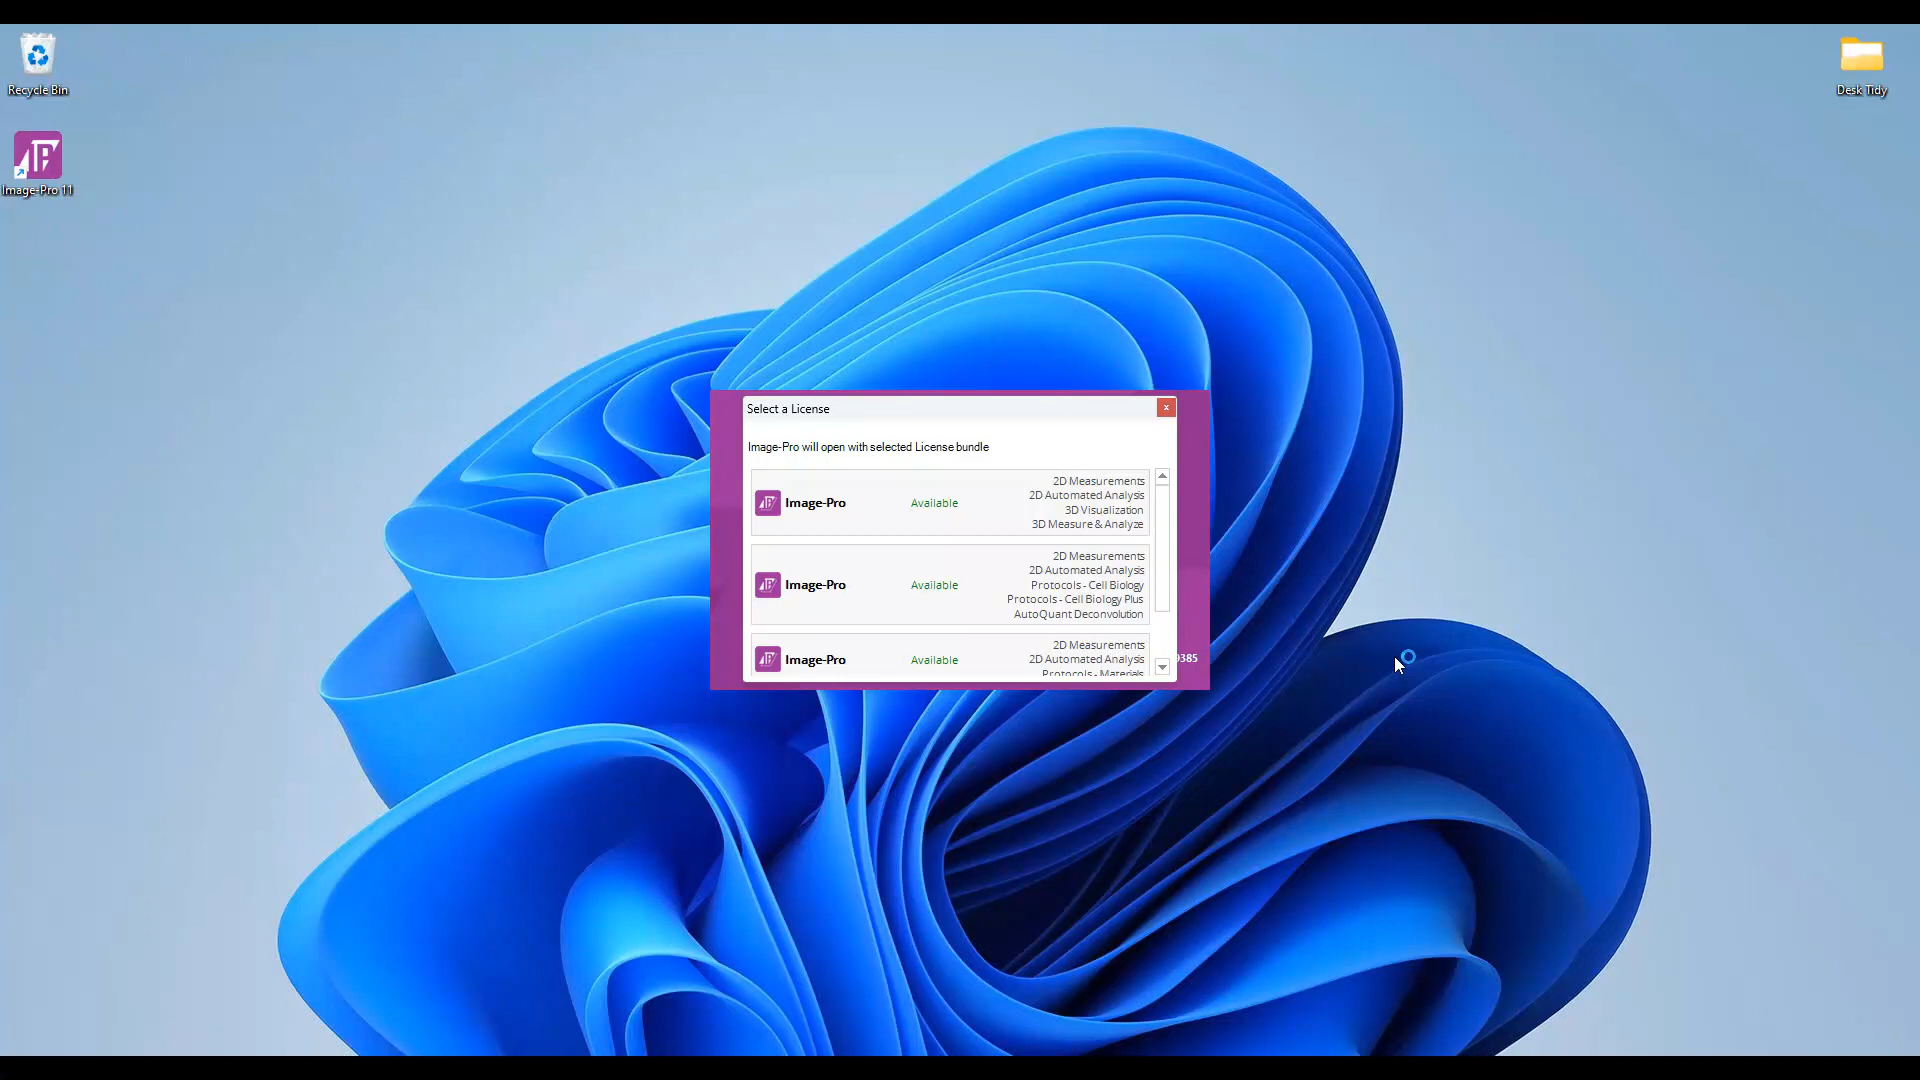 Recycle Bin
Image-Pro 11
Desk Tidy
Select a License
x
Image-Pro will open with selected License bundle
Image-Pro
Available
2D Measurements
2D Automated Analysis
3D Visualization
3D Measure & Analyze
Image-Pro
Available
2D Measurements
2D Automated Analysis
Protocols - Cell Biology
Protocols - Cell Biology Plus
AutoQuant Deconvolution
Image-Pro
Available
2D Measurements
2D Automated Analysis
Protocols - Materials